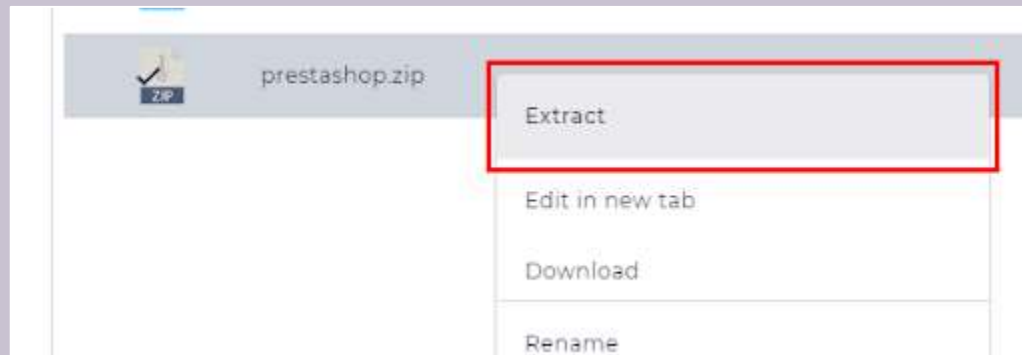 prestashop.zip
ZIP
Extract
Edit in new tab
Download
Rename